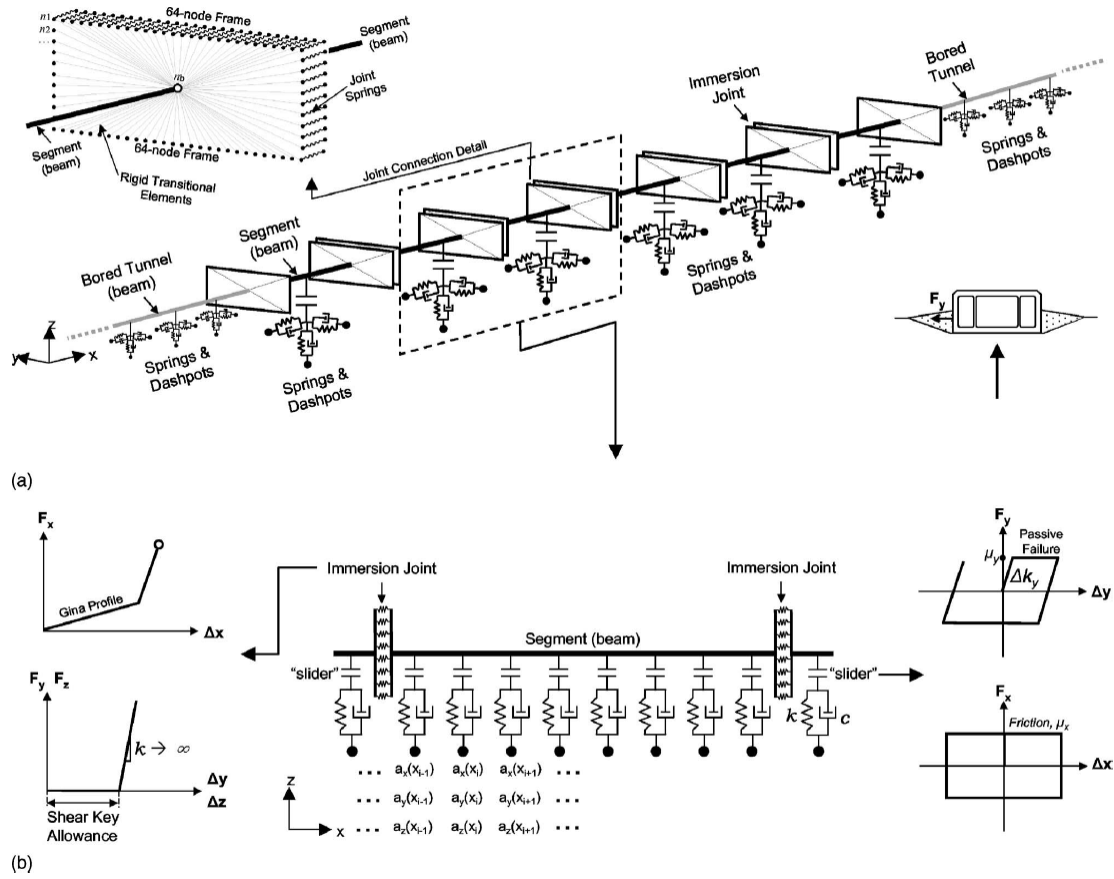 n1
n2
....
64-node Frame
Segment
(beam)
nb
Joint
Springs
Segment
(beam)
64-node Frame
Rigid Transitional
Elements
Joint Connection Detail
Immersion
Joint
Bored
Tunnel
Springs &
Dashpots
Segment
(beam)
Bored Tunnel
(beam)
Springs &
Dashpots
z
y
x
Springs &
Dashpots
Springs &
Dashpots
Fy
(a)
Fx
Gina Profile
Δx
Fy Fz
k → ∞
Δy
Δz
Shear Key
Allowance
Immersion Joint
Immersion Joint
Segment (beam)
"slider"
"slider"
k
c
... ax(xi-1) ax(xi) ax(xi+1) ...
... ay(xi-1) ay(xi) ay(xi+1) ...
... az(xi-1) az(xi) az(xi+1) ...
z
x
Fy
Passive
Failure
μy
Δky
Δy
Fx
Friction, μx
Δx
(b)